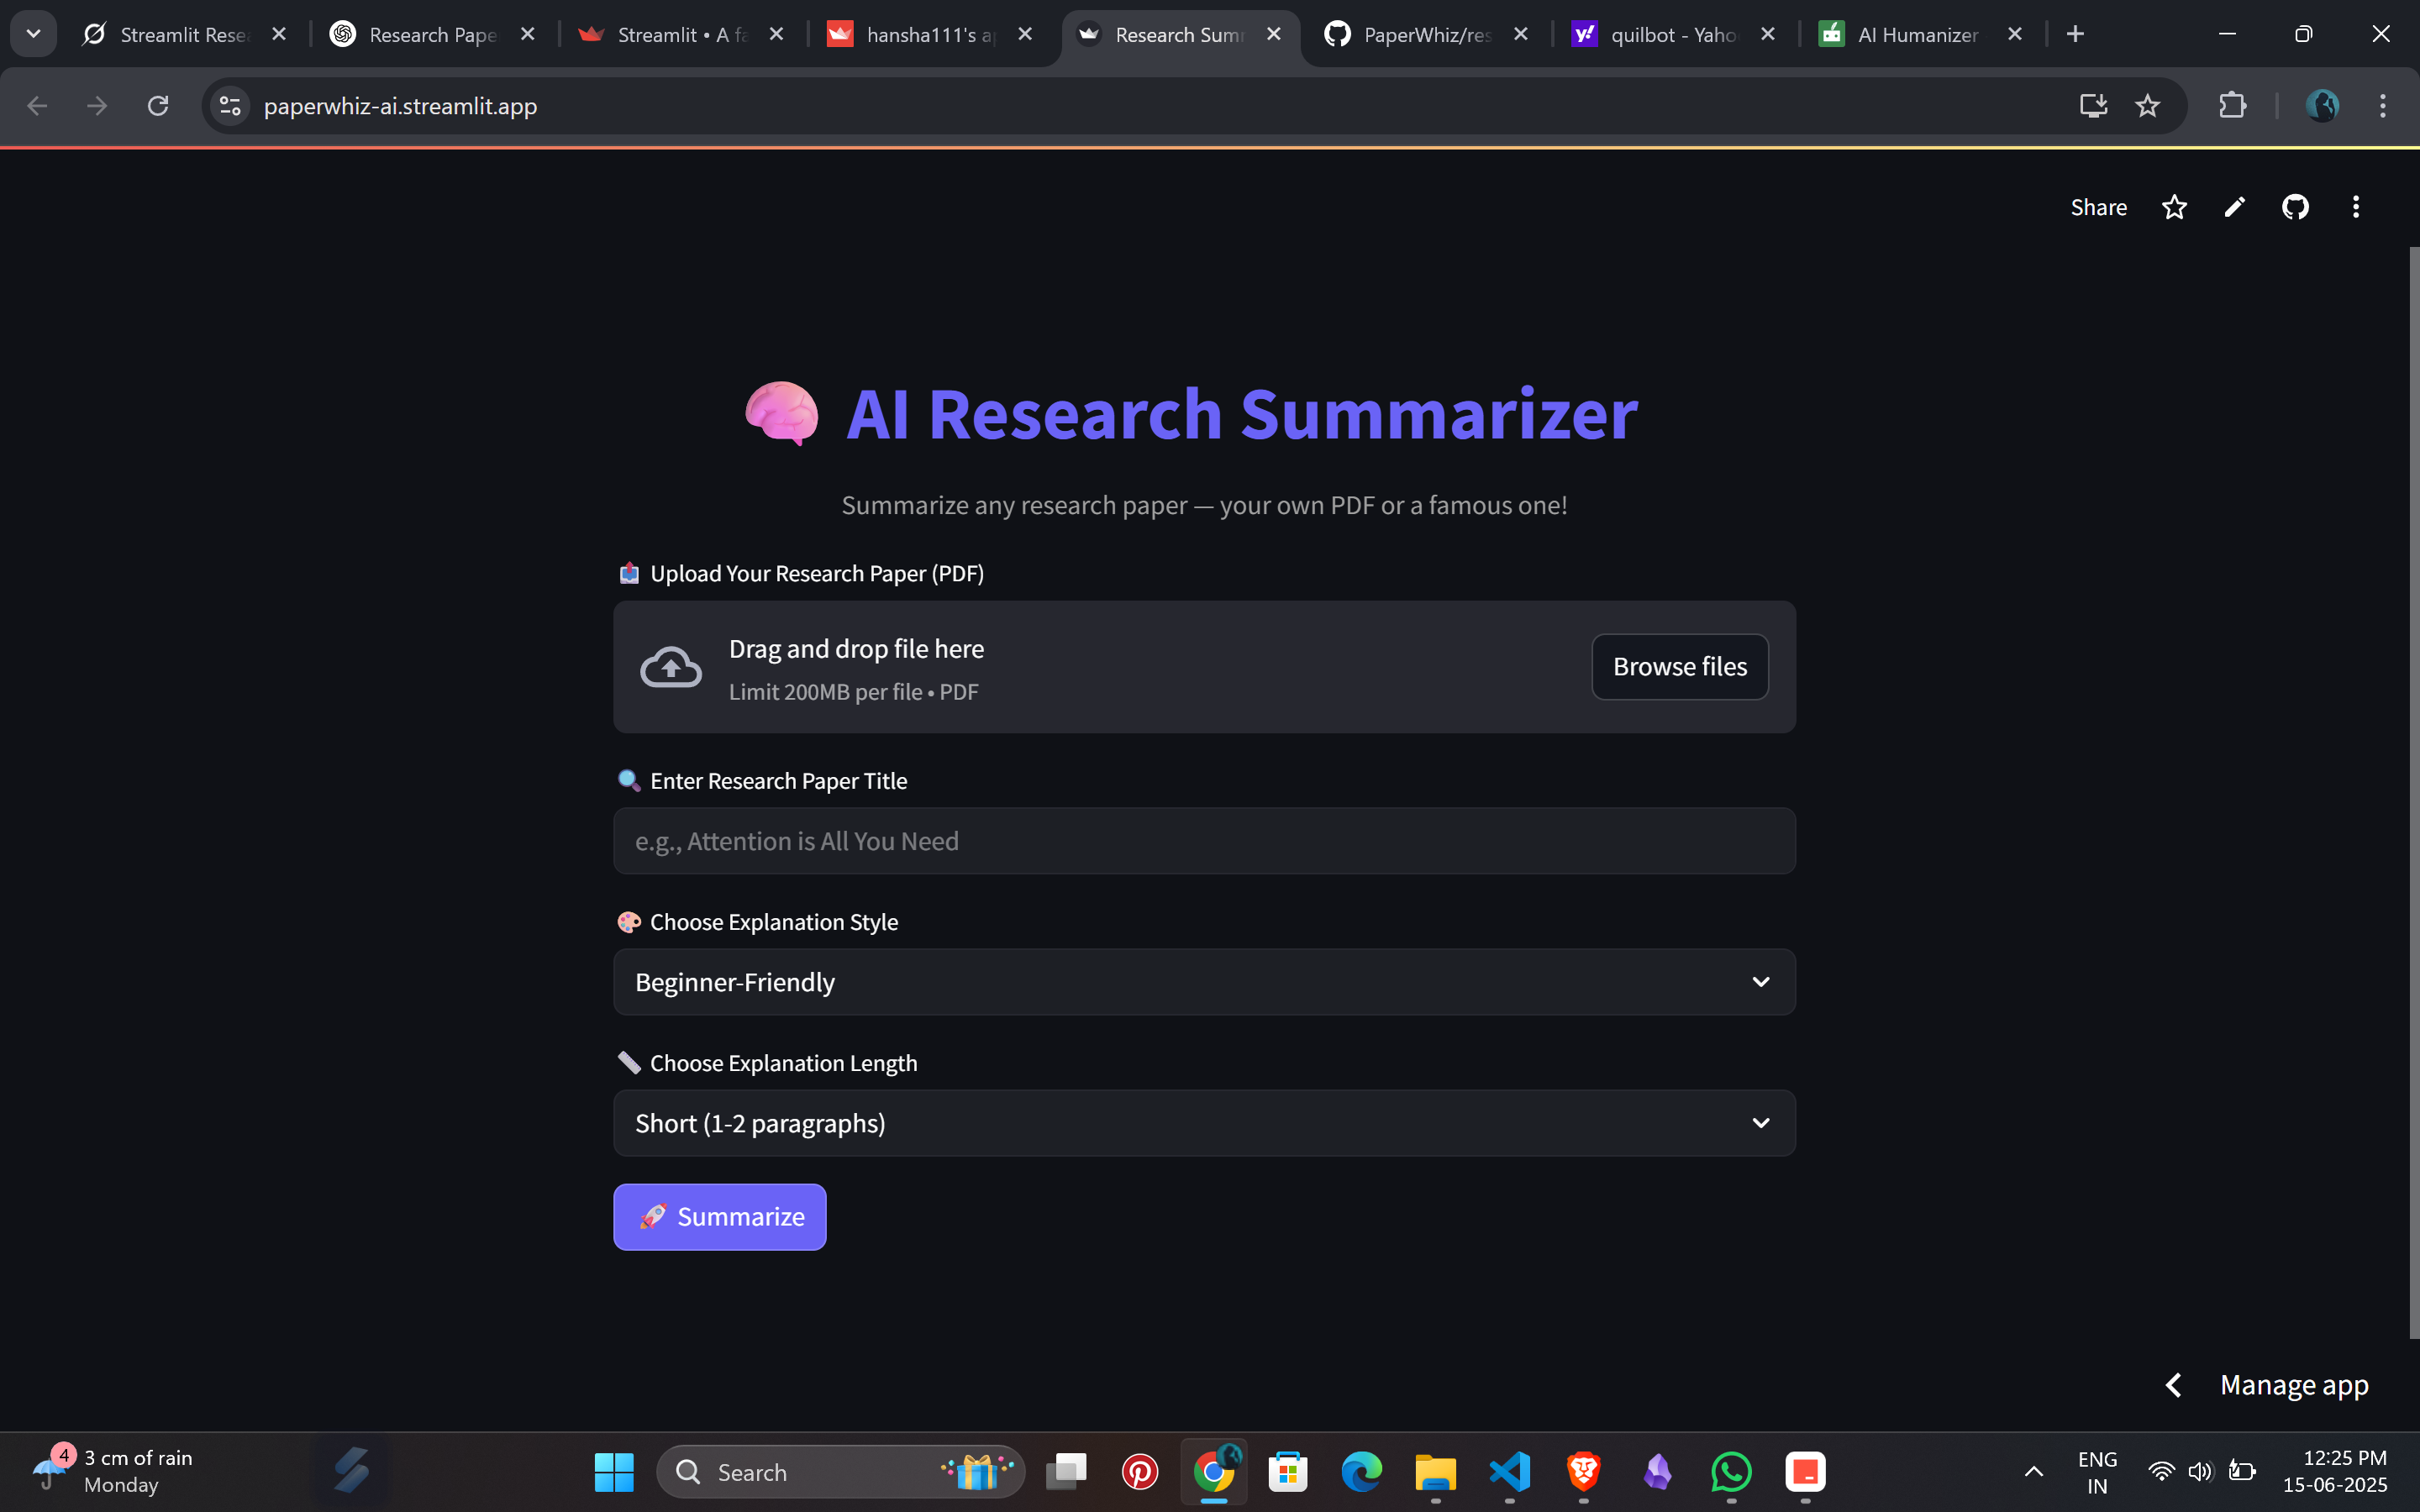 Streamlit Rese
Research Pape
Streamlit • A fa
hansha111's a
Research Summ
PaperWhiz/res
quilbot - Yaho
AI Humanizer
paperwhiz-ai.streamlit.app
Share
AI Research Summarizer
Summarize any research paper — your own PDF or a famous one!
Upload Your Research Paper (PDF)
Drag and drop file here
Limit 200MB per file • PDF
Browse files
Enter Research Paper Title
e.g., Attention is All You Need
Choose Explanation Style
Beginner-Friendly
Choose Explanation Length
Short (1-2 paragraphs)
Summarize
Manage app
4
3 cm of rain
Monday
Search
ENG
IN
12:25 PM
15-06-2025